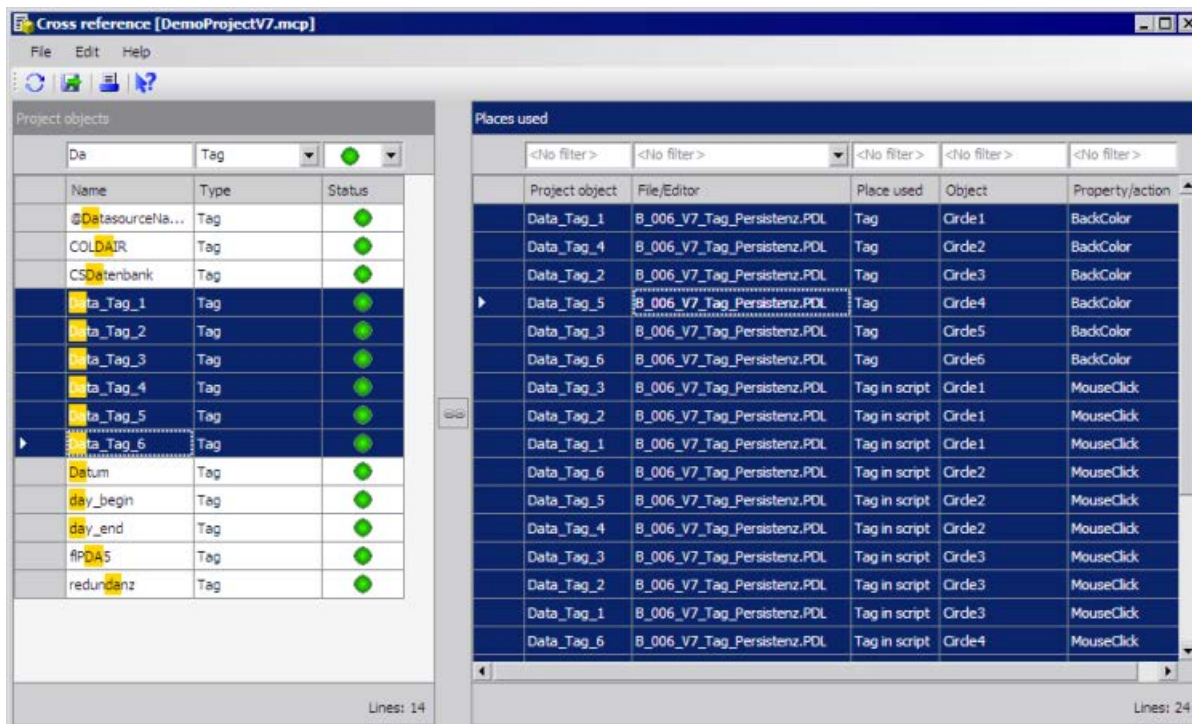 Cross reference [DemoProjectV7.mcp]
File Edit Help
Project objects
Da Tag
Name Type Status
@DatasourceNa... Tag
COLDAIR Tag
CSDatenbank Tag
Data_Tag_1 Tag
Data_Tag_2 Tag
Data_Tag_3 Tag
Data_Tag_4 Tag
Data_Tag_5 Tag
Data_Tag_6 Tag
Datum Tag
day_begin Tag
day_end Tag
flPDA5 Tag
redundanz Tag
Lines: 14
Places used
<No filter> <No filter> <No filter> <No filter> <No filter>
Project object File/Editor Place used Object Property/action
Data_Tag_1 B_006_V7_Tag_Persistenz.PDL Tag Circle1 BackColor
Data_Tag_4 B_006_V7_Tag_Persistenz.PDL Tag Circle2 BackColor
Data_Tag_2 B_006_V7_Tag_Persistenz.PDL Tag Circle3 BackColor
Data_Tag_5 B_006_V7_Tag_Persistenz.PDL Tag Circle4 BackColor
Data_Tag_3 B_006_V7_Tag_Persistenz.PDL Tag Circle5 BackColor
Data_Tag_6 B_006_V7_Tag_Persistenz.PDL Tag Circle6 BackColor
Data_Tag_3 B_006_V7_Tag_Persistenz.PDL Tag in script Circle1 MouseClick
Data_Tag_2 B_006_V7_Tag_Persistenz.PDL Tag in script Circle1 MouseClick
Data_Tag_1 B_006_V7_Tag_Persistenz.PDL Tag in script Circle1 MouseClick
Data_Tag_6 B_006_V7_Tag_Persistenz.PDL Tag in script Circle2 MouseClick
Data_Tag_5 B_006_V7_Tag_Persistenz.PDL Tag in script Circle2 MouseClick
Data_Tag_4 B_006_V7_Tag_Persistenz.PDL Tag in script Circle2 MouseClick
Data_Tag_3 B_006_V7_Tag_Persistenz.PDL Tag in script Circle3 MouseClick
Data_Tag_2 B_006_V7_Tag_Persistenz.PDL Tag in script Circle3 MouseClick
Data_Tag_1 B_006_V7_Tag_Persistenz.PDL Tag in script Circle3 MouseClick
Data_Tag_6 B_006_V7_Tag_Persistenz.PDL Tag in script Circle4 MouseClick
Lines: 24